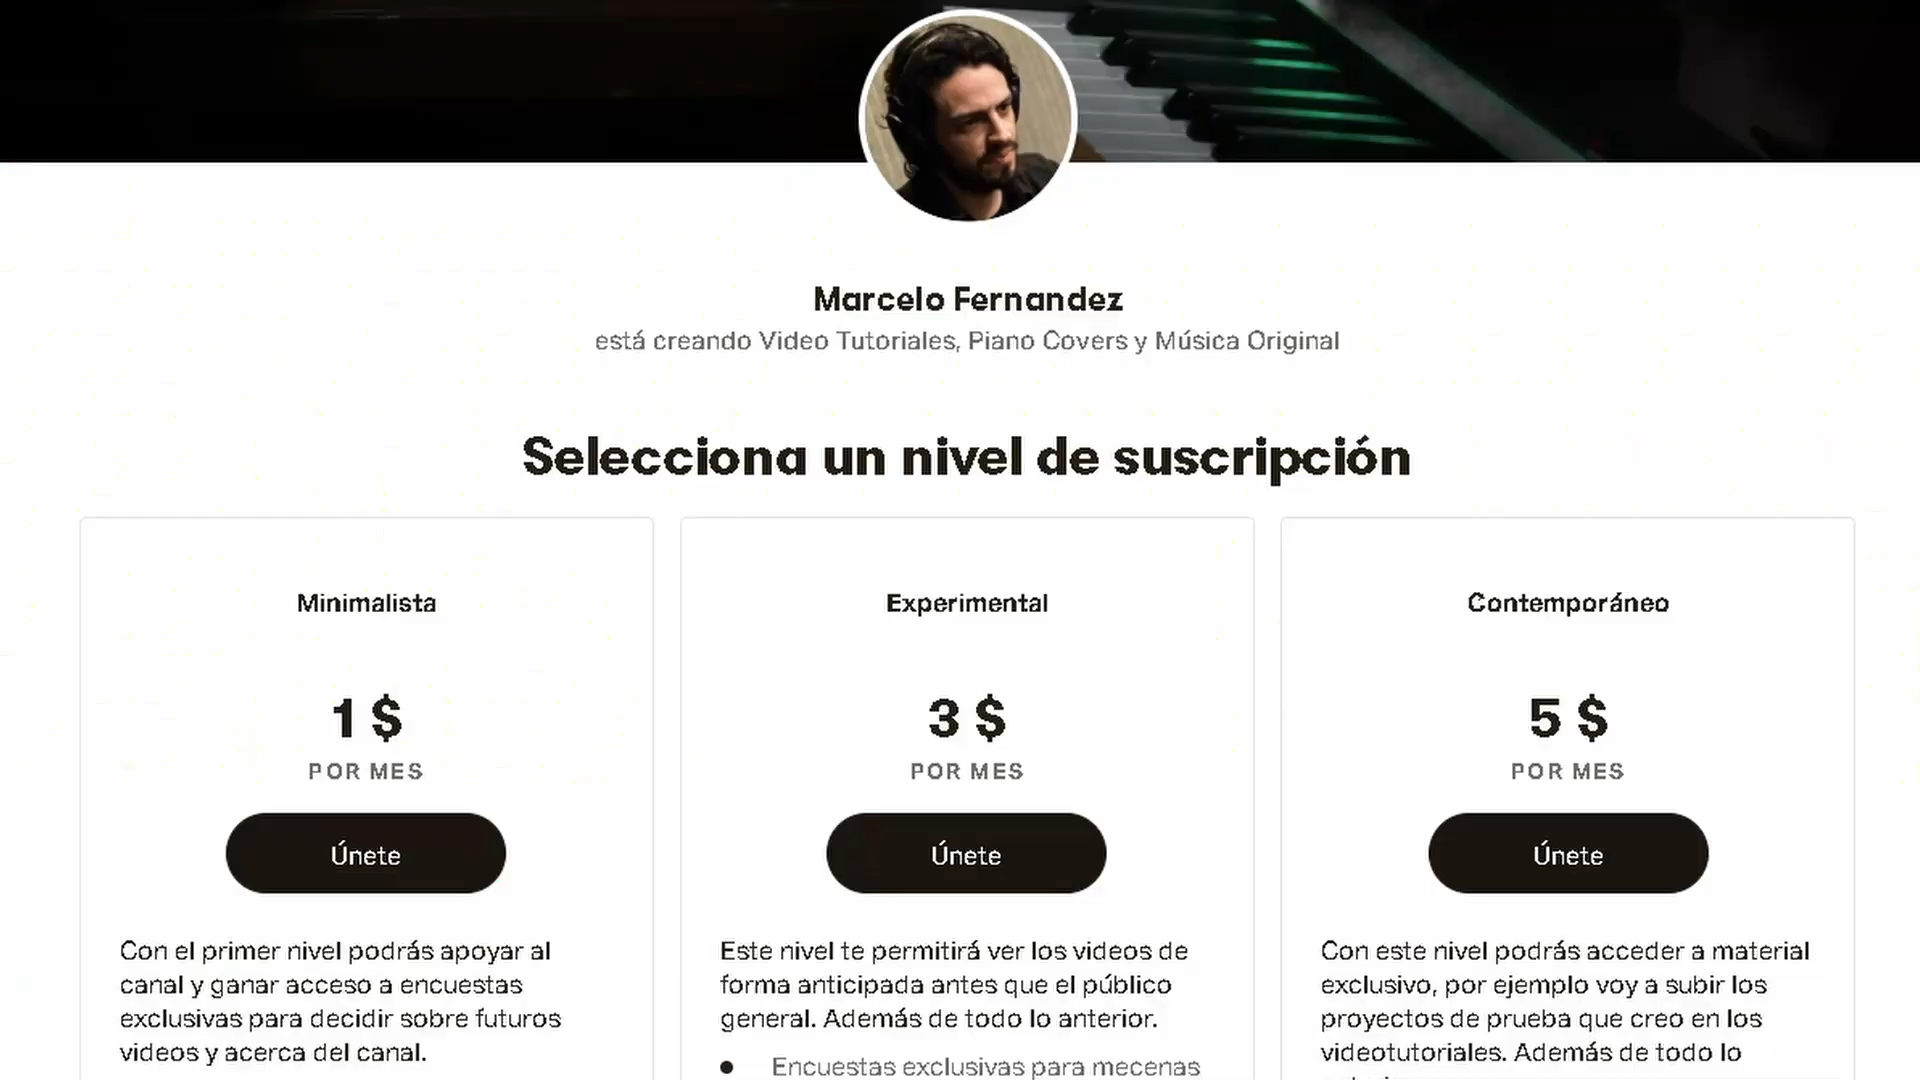 Marcelo Fernandez
está creando Video Tutoriales, Piano Covers y Música Original
Selecciona un nivel de suscripción
Minimalista
1 $
POR MES
Únete
Con el primer nivel podrás apoyar al
canal y ganar acceso a encuestas
exclusivas para decidir sobre futuros
videos y acerca del canal.
Experimental
3 $
POR MES
Únete
Este nivel te permitirá ver los videos de
forma anticipada antes que el público
general. Además de todo lo anterior.
• Encuestas exclusivas para mecenas
Contemporáneo
5 $
POR MES
Únete
Con este nivel podrás acceder a material
exclusivo, por ejemplo voy a subir los
proyectos de prueba que creo en los
videotutoriales. Además de todo lo